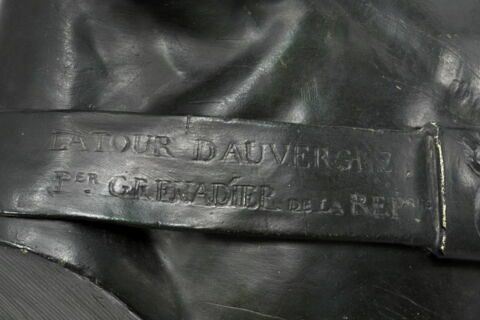 LATOUR D'AUVERGNE
Per GRENADIER DE LA REPque